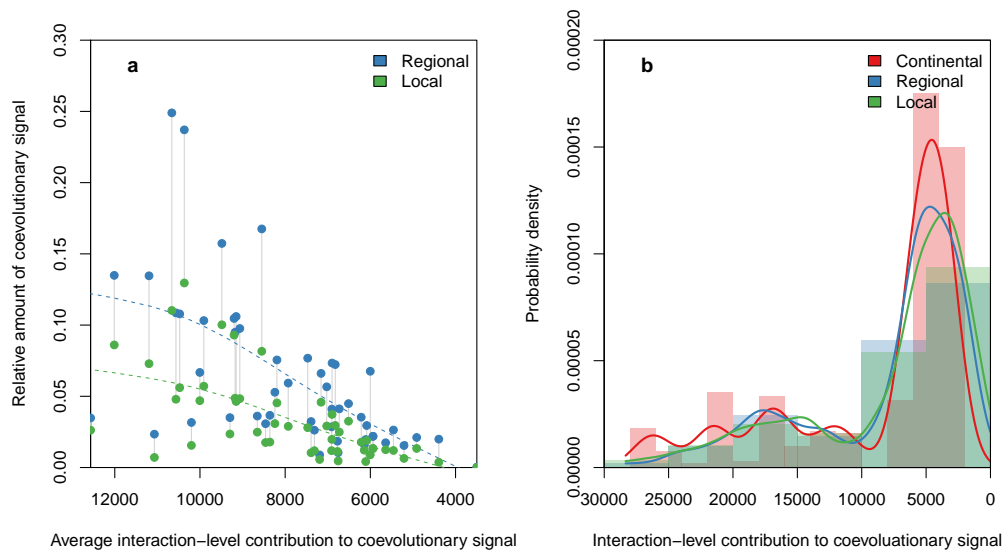 a
Regional
Local
Relative amount of coevolutionary signal
0.30
0.25
0.20
0.15
0.10
0.05
0.00
12000 10000 8000 6000 4000
Average interaction−level contribution to coevolutionary signal
b
Continental
Regional
Local
Probability density
0.00020
0.00015
0.00010
0.00005
0.00000
30000 25000 20000 15000 10000 5000 0
Interaction−level contribution to coevoluationary signal